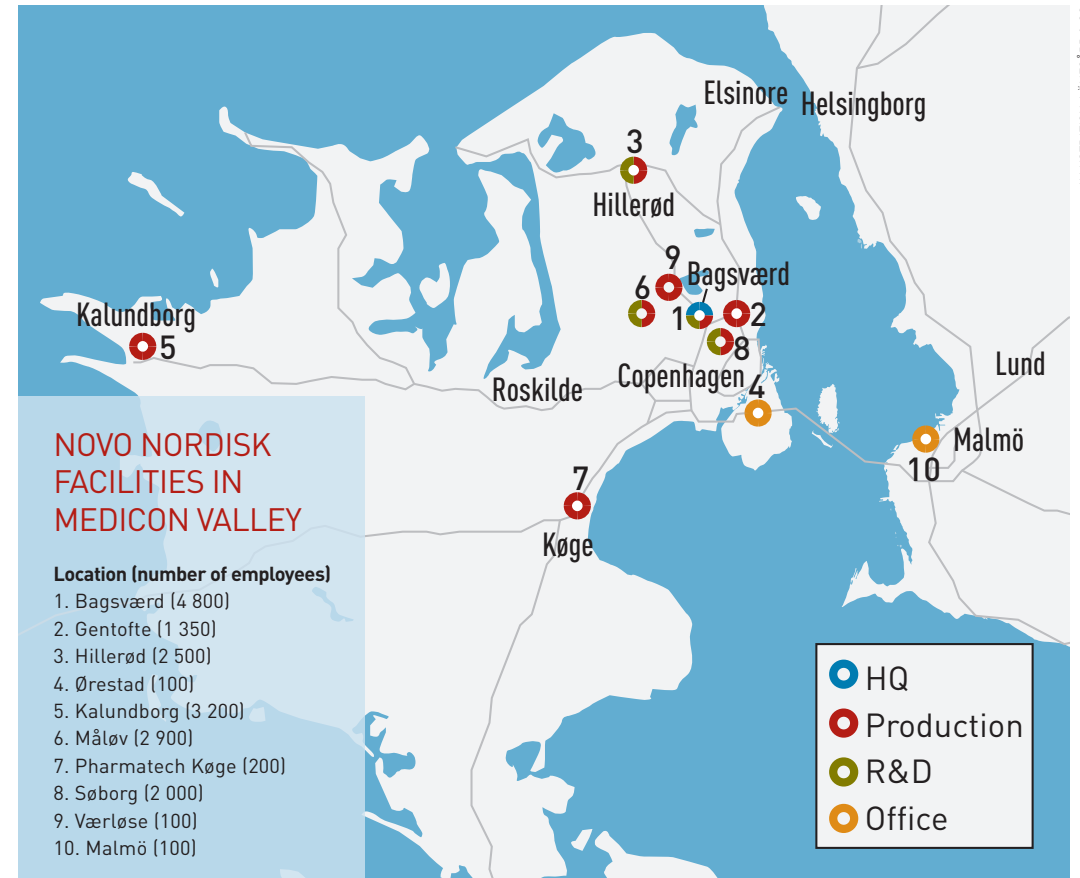 Elsinore
Helsingborg
3
Hillerød
9
Bagsværd
6
1
2
Kalundborg
5
8
Copenhagen
Roskilde
4
Lund
Malmö
10
7
Køge
NOVO NORDISK
FACILITIES IN
MEDICON VALLEY
Location (number of employees)
1. Bagsværd (4 800)
2. Gentofte (1 350)
3. Hillerød (2 500)
4. Ørestad (100)
5. Kalundborg (3 200)
6. Måløv (2 900)
7. Pharmatech Køge (200)
8. Søborg (2 000)
9. Værløse (100)
10. Malmö (100)
HQ
Production
R&D
Office